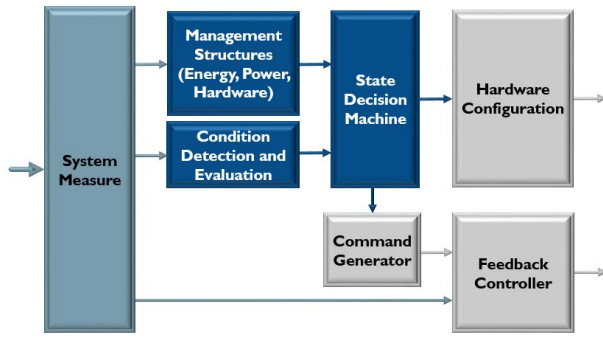 System
Measure
Management
Structures
(Energy, Power,
Hardware)
Condition
Detection and
Evaluation
State
Decision
Machine
Hardware
Configuration
Command
Generator
Feedback
Controller